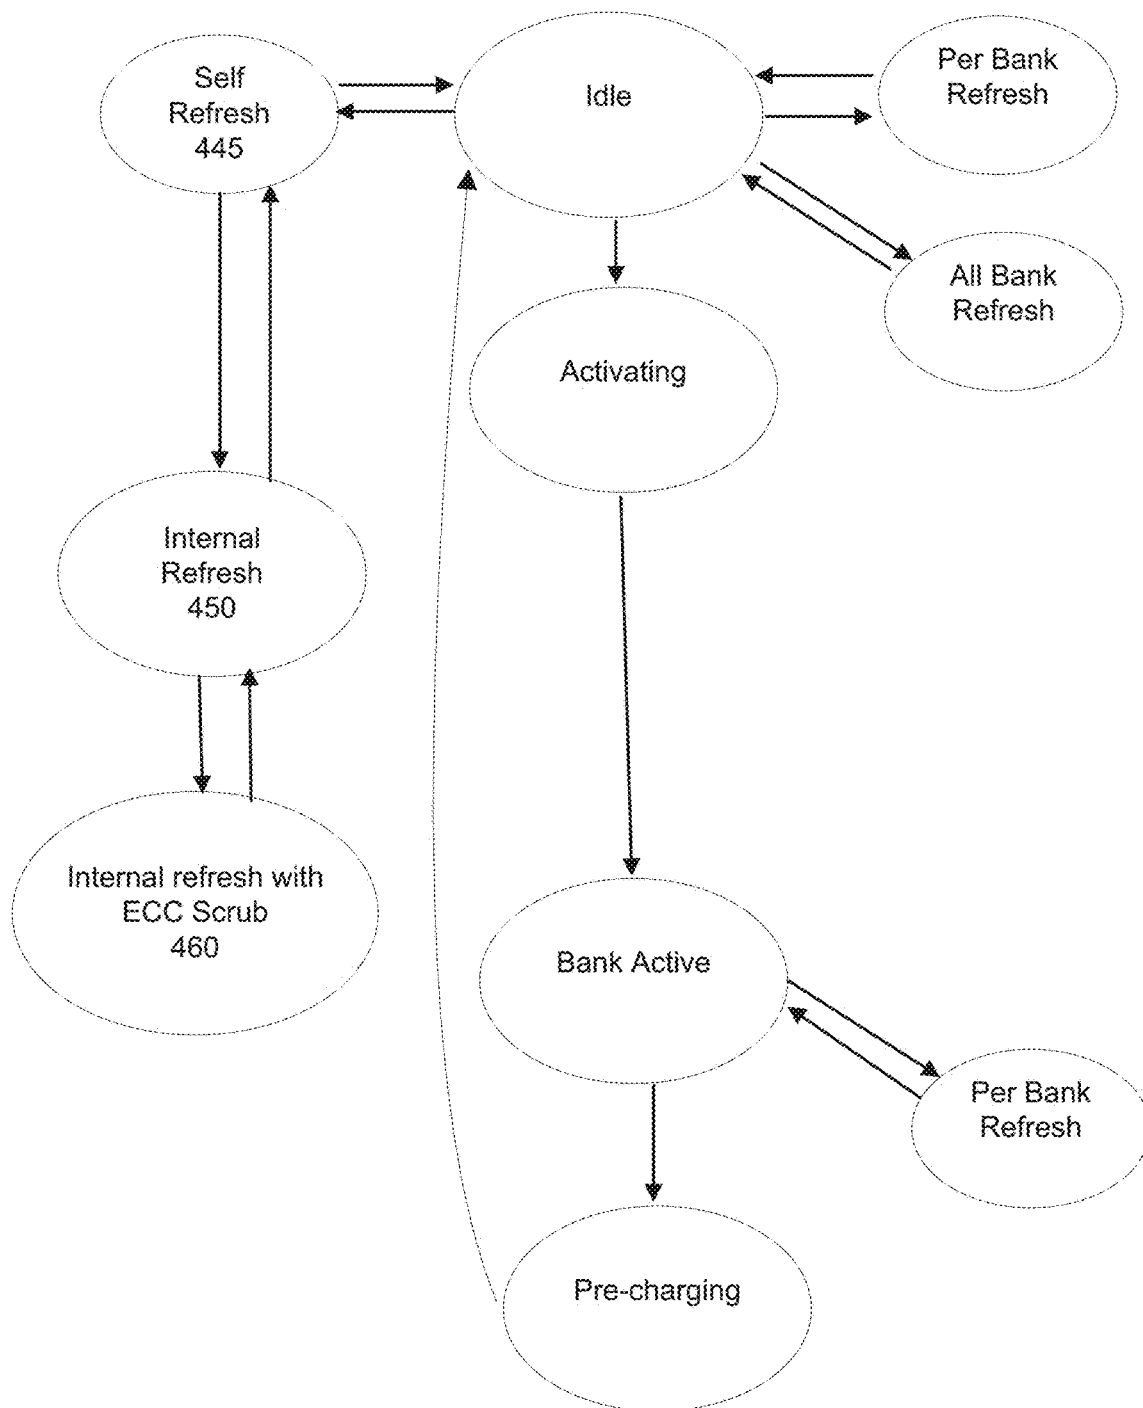 Self
Refresh
445
Idle
Per Bank
Refresh
All Bank
Refresh
Activating
Internal
Refresh
450
Internal refresh with
ECC Scrub
460
Bank Active
Per Bank
Refresh
Pre-charging